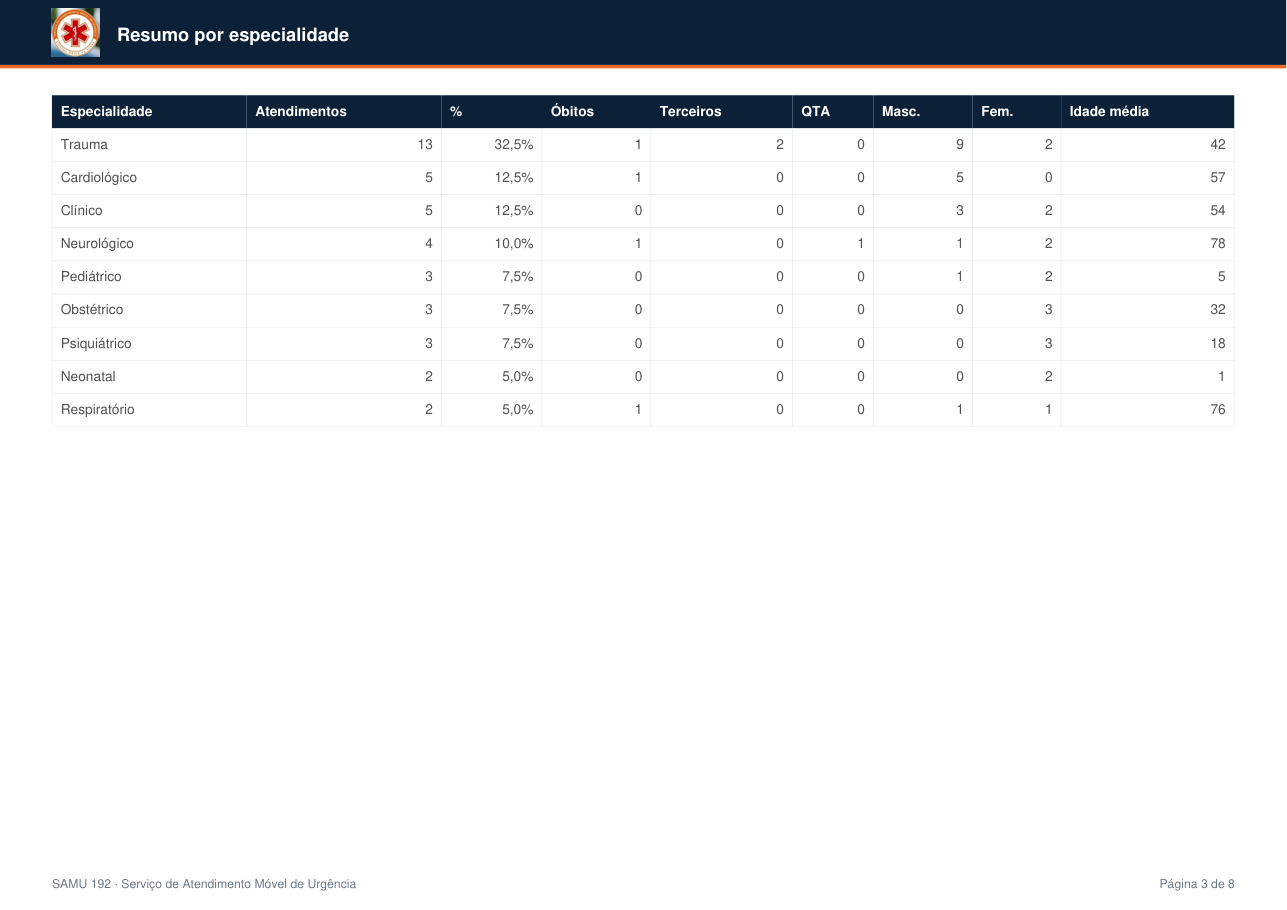 Resumo por especialidade
Especialidade Atendimentos % Óbitos Terceiros QTA Masc. Fem. Idade média
Trauma 13 32,5% 1 2 0 9 2 42
Cardiológico 5 12,5% 1 0 0 5 0 57
Clínico 5 12,5% 0 0 0 3 2 54
Neurológico 4 10,0% 1 0 1 1 2 78
Pediátrico 3 7,5% 0 0 0 1 2 5
Obstétrico 3 7,5% 0 0 0 0 3 32
Psiquiátrico 3 7,5% 0 0 0 0 3 18
Neonatal 2 5,0% 0 0 0 0 2 1
Respiratório 2 5,0% 1 0 0 1 1 76
SAMU 192 · Serviço de Atendimento Móvel de Urgência Página 3 de 8